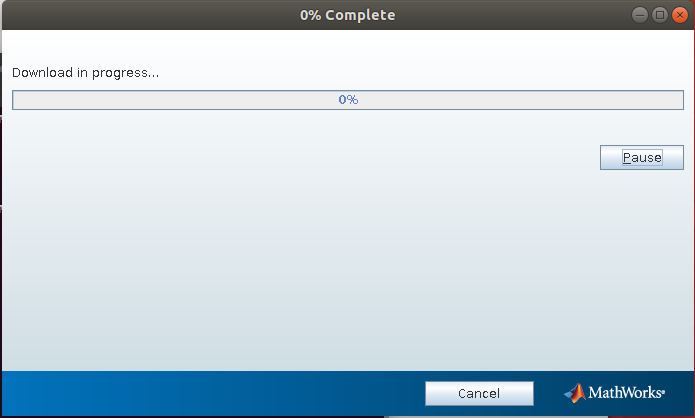 0% Complete
Download in progress...
0%
Pause
Cancel
MathWorks®